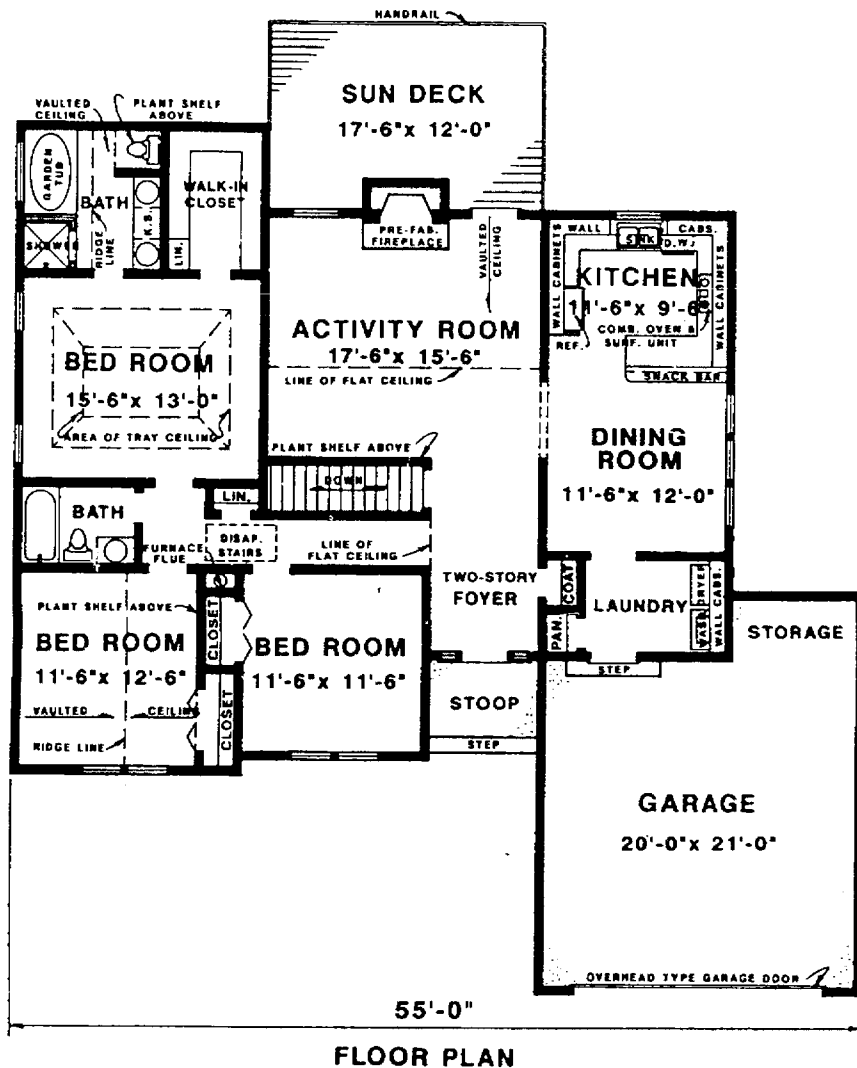 HANDRAIL
SUN DECK
17'-6" x 12'-0"
VAULTED
CEILING
PLANT SHELF
ABOVE
GARDEN
TUB
BATH
SHOWER
RIDGE
LINE
K.S.
WALK-IN
CLOSET
LIN.
PRE-FAB.
FIREPLACE
VAULTED
CEILING
WALL
CABS.
SINK
D.W.
WALL CABINETS
KITCHEN
11'-6" x 9'-6"
WALL CABINETS
COMB. OVEN &
SURF. UNIT
REF.
SNACK BAR
ACTIVITY ROOM
17'-6" x 15'-6"
LINE OF FLAT CEILING
BED ROOM
15'-6" x 13'-0"
AREA OF TRAY CEILING
PLANT SHELF ABOVE
DOWN
DINING
ROOM
11'-6" x 12'-0"
LIN.
BATH
FURNACE
FLUE
DISAP.
STAIRS
LINE OF
FLAT CEILING
TWO-STORY
FOYER
COAT
PAN.
LAUNDRY
DRYER
WASH
WALL CABS.
STORAGE
STEP
PLANT SHELF ABOVE
BED ROOM
11'-6" x 12'-6"
VAULTED
CEILING
RIDGE LINE
CLOSET
CLOSET
BED ROOM
11'-6" x 11'-6"
STOOP
STEP
GARAGE
20'-0" x 21'-0"
OVERHEAD TYPE GARAGE DOOR
55'-0"
FLOOR PLAN